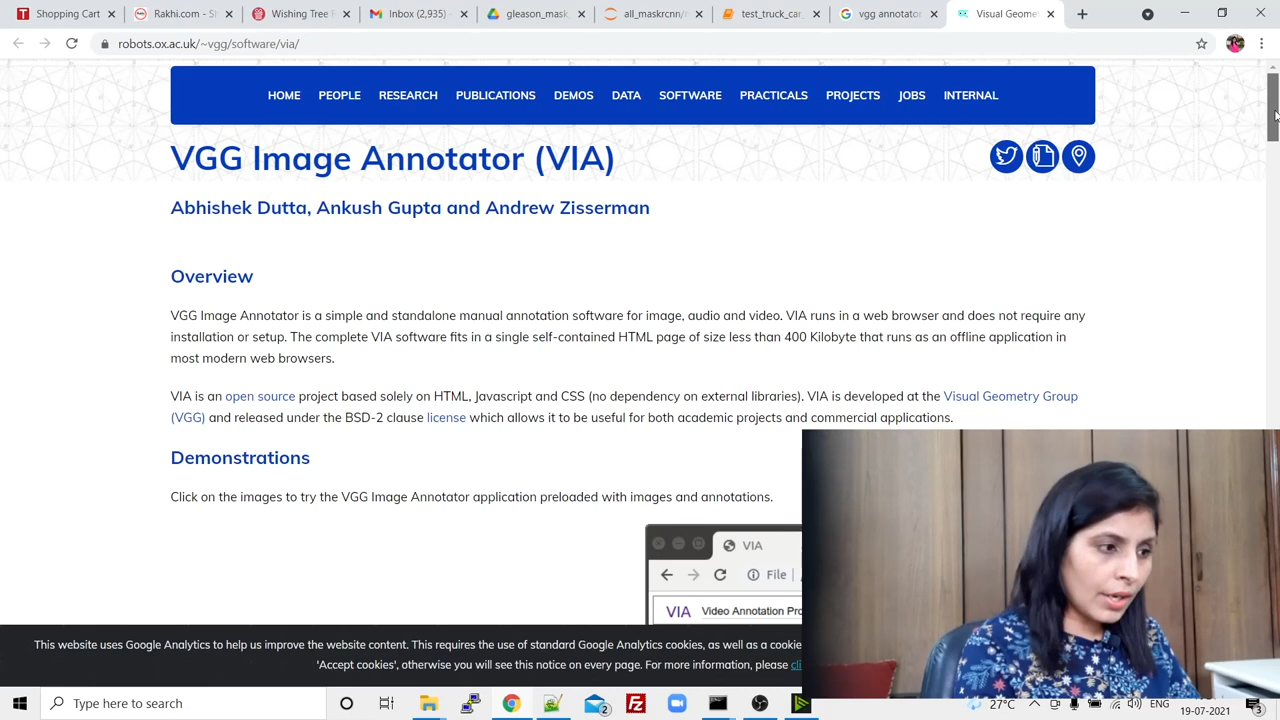 Shopping Cart
Rakhi.com - S
Wishing Tree F
Inbox (2,935)
gleason_mask_
all_maskrcnn/
test_truck_car
vgg annotator
Visual Geome
robots.ox.ac.uk/~vgg/software/via/
HOME PEOPLE RESEARCH PUBLICATIONS DEMOS DATA SOFTWARE PRACTICALS PROJECTS JOBS INTERNAL
VGG Image Annotator (VIA)
Abhishek Dutta, Ankush Gupta and Andrew Zisserman
Overview
VGG Image Annotator is a simple and standalone manual annotation software for image, audio and video. VIA runs in a web browser and does not require any
installation or setup. The complete VIA software fits in a single self-contained HTML page of size less than 400 Kilobyte that runs as an offline application in
most modern web browsers.
VIA is an open source project based solely on HTML, Javascript and CSS (no dependency on external libraries). VIA is developed at the Visual Geometry Group
(VGG) and released under the BSD-2 clause license which allows it to be useful for both academic projects and commercial applications.
Demonstrations
Click on the images to try the VGG Image Annotator application preloaded with images and annotations.
VIA
File
VIA Video Annotation Pro
This website uses Google Analytics to help us improve the website content. This requires the use of standard Google Analytics cookies, as well as a cookie
'Accept cookies', otherwise you will see this notice on every page. For more information, please cli
Type here to search
2
27°C
ENG
19-07-2021
3